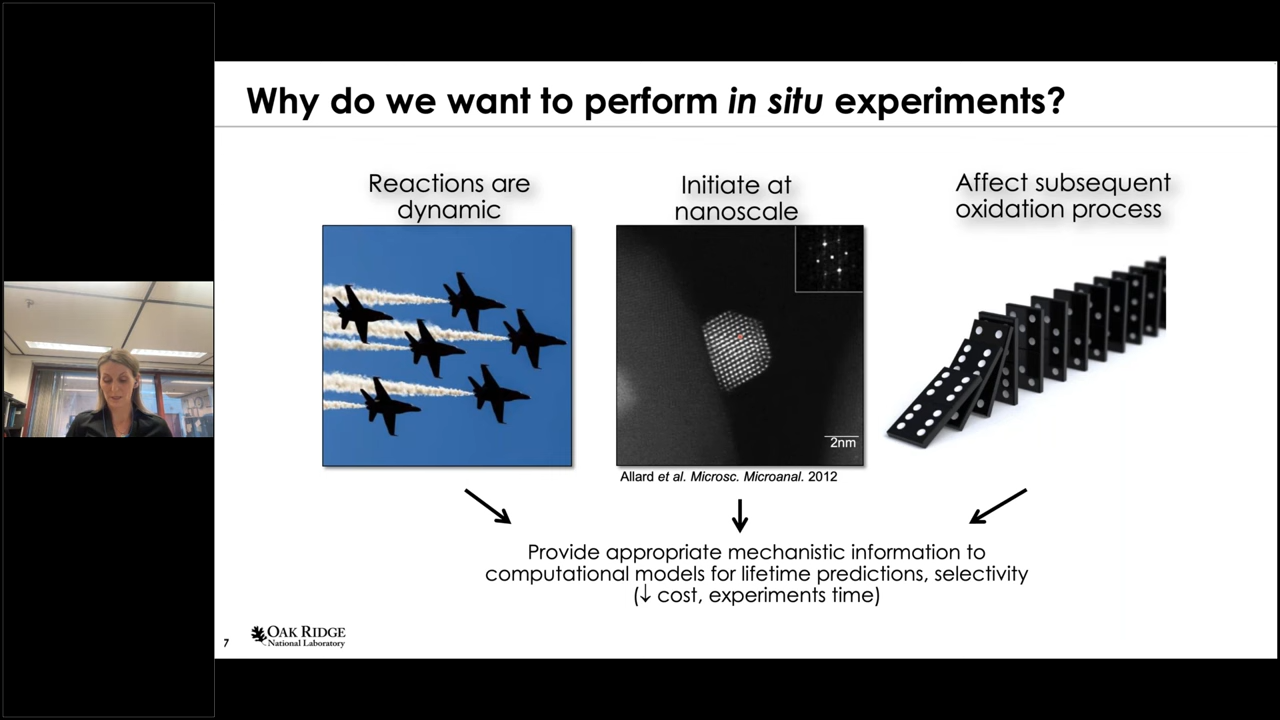 Why do we want to perform in situ experiments?
Reactions are
dynamic
Initiate at
nanoscale
Affect subsequent
oxidation process
2nm
Allard et al. Microsc. Microanal. 2012
Provide appropriate mechanistic information to
computational models for lifetime predictions, selectivity
(↓ cost, experiments time)
7
OAK RIDGE
National Laboratory